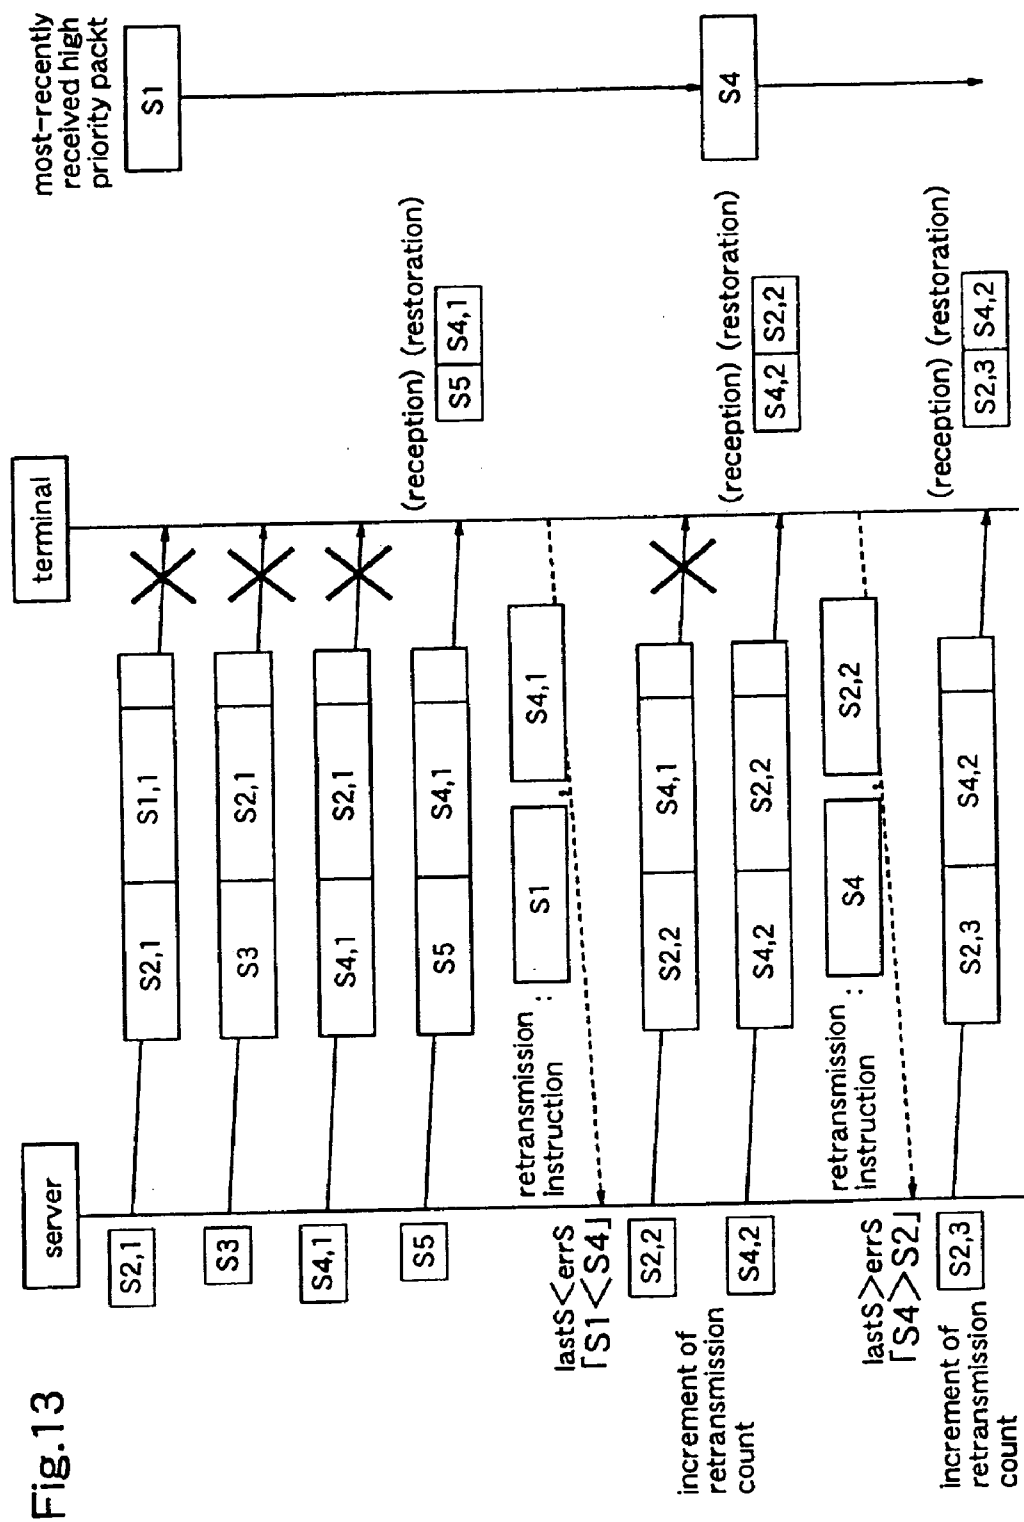 Fig.13
server
terminal
most-recently
received high
priority packt
S1
S2,1
S2,1
S1,1
S3
S3
S2,1
S4,1
S4,1
S2,1
S5
S5
S4,1
(reception) (restoration)
S5
S4,1
retransmission
instruction
:
S1
,
S4,1
lastS<errS
「S1<S4」
increment of
retransmission
count
S2,2
S2,2
S4,1
S4,2
S4,2
S2,2
(reception) (restoration)
S4,2
S2,2
S4
retransmission
instruction
:
S4
,
S2,2
lastS>errS
「S4>S2」
increment of
retransmission
count
S2,3
S2,3
S4,2
(reception) (restoration)
S2,3
S4,2